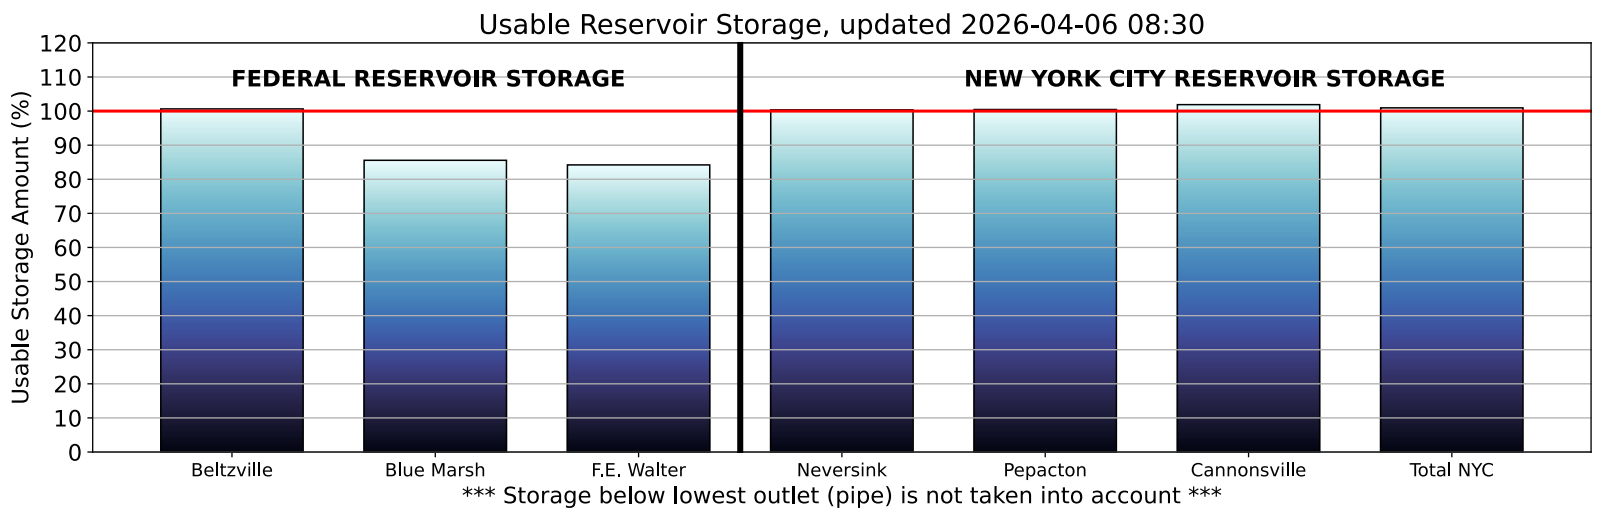 Usable Reservoir Storage, updated 2026-04-06 08:30
FEDERAL RESERVOIR STORAGE
NEW YORK CITY RESERVOIR STORAGE
Usable Storage Amount (%)
120
110
100
90
80
70
60
50
40
30
20
10
0
Beltzville
Blue Marsh
F.E. Walter
Neversink
Pepacton
Cannonsville
Total NYC
*** Storage below lowest outlet (pipe) is not taken into account ***